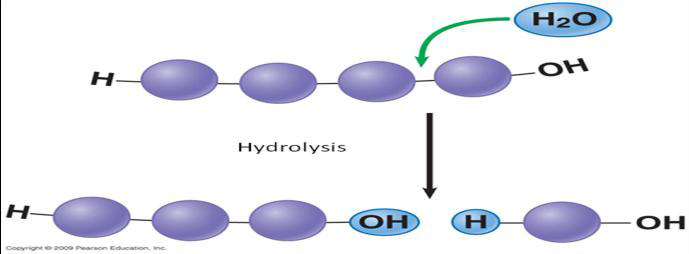 H2O
H OH
Hydrolysis
H OH H OH
Copyright © 2009 Pearson Education, Inc.